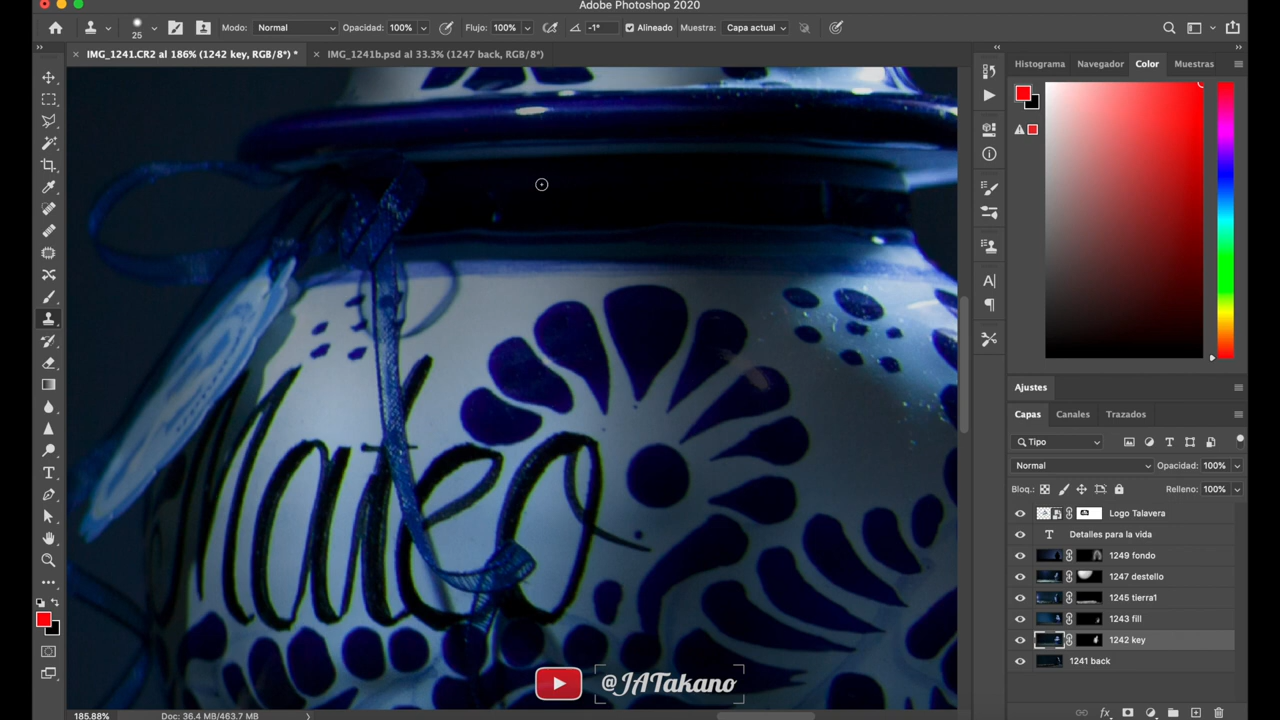 Adobe Photoshop 2020
25
Modo: Normal
Opacidad: 100%
Flujo: 100%
-1°
Alineado
Muestra: Capa actual
IMG_1241.CR2 al 186% (1242 key, RGB/8*) *
IMG_1241b.psd al 33.3% (1247 back, RGB/8*)
Histograma
Navegador
Color
Muestras
Ajustes
Capas
Canales
Trazados
Tipo
Normal
Opacidad: 100%
Bloq.:
Relleno: 100%
Logo Talavera
T Detalles para la vida
1249 fondo
1247 destello
1245 tierra1
1243 fill
1242 key
1241 back
Mateo
@JATakano
185.88%
Doc: 36.4 MB/463.7 MB